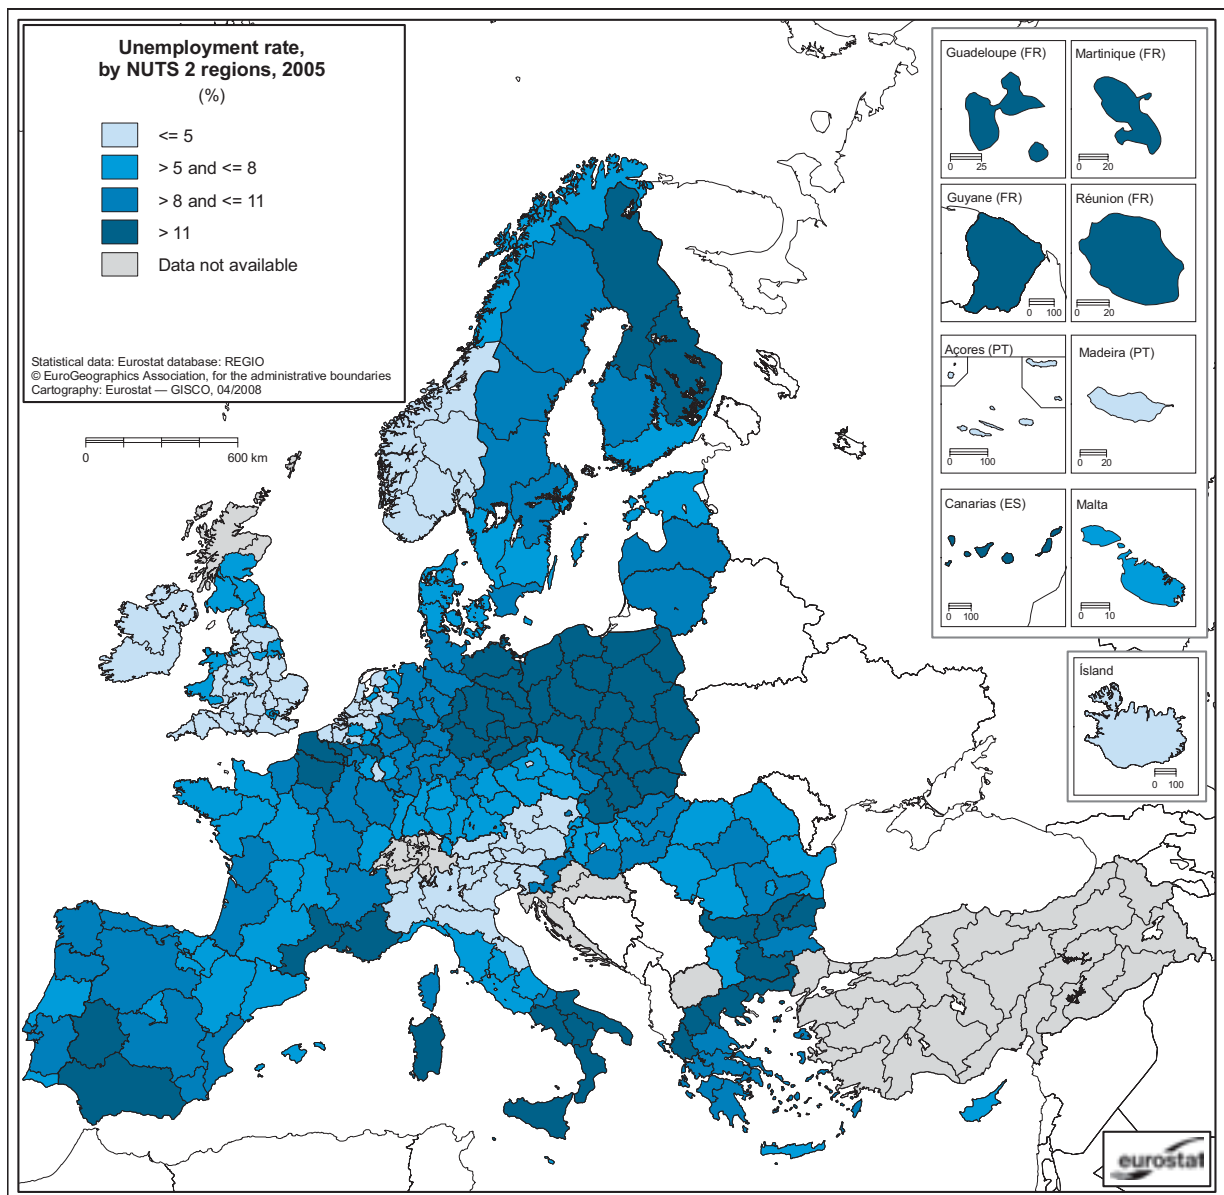 Unemployment rate,
by NUTS 2 regions, 2005
(%)
<= 5
> 5 and <= 8
> 8 and <= 11
> 11
Data not available
Statistical data: Eurostat database: REGIO
© EuroGeographics Association, for the administrative boundaries
Cartography: Eurostat — GISCO, 04/2008
0 600 km
Guadeloupe (FR)
0 25
Martinique (FR)
0 20
Guyane (FR)
0 100
Réunion (FR)
0 20
Açores (PT)
0 100
Madeira (PT)
0 20
Canarias (ES)
0 100
Malta
0 10
Ísland
0 100
eurostat